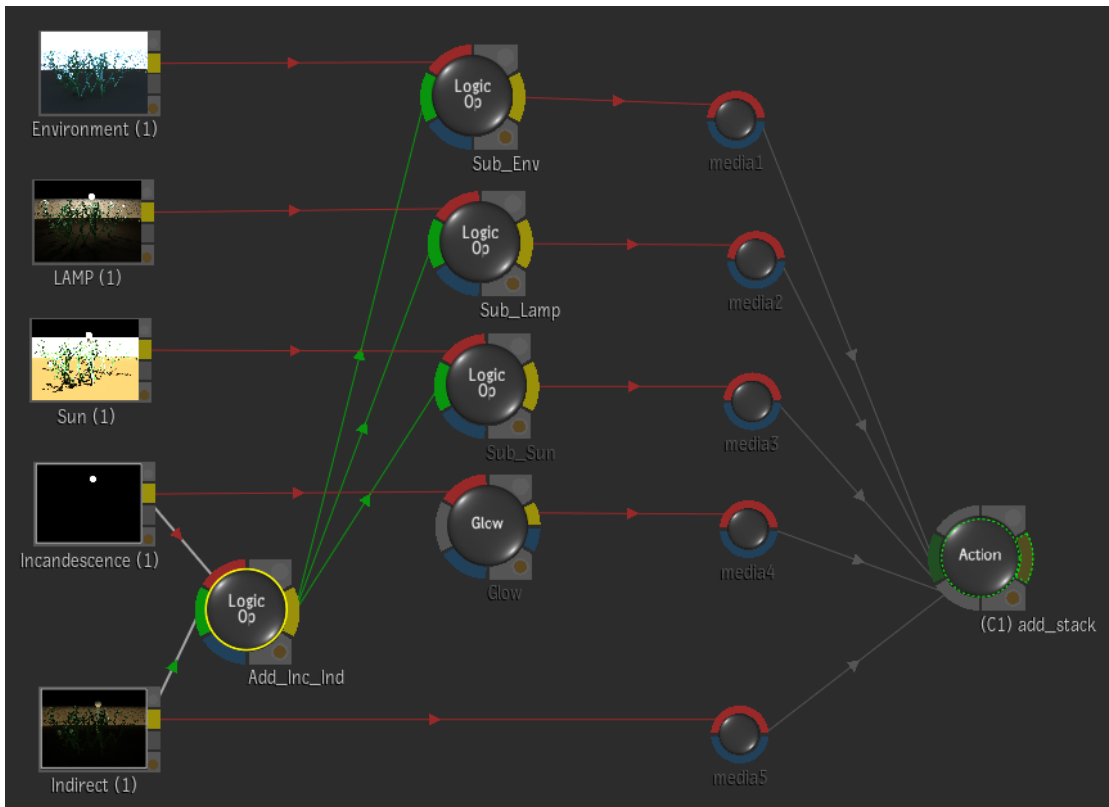 Environment (1)
Logic
Op
Sub_Env
media1
LAMP (1)
Logic
Op
Sub_Lamp
media2
Sun (1)
Logic
Op
Sub_Sun
media3
Incandescence (1)
Glow
Glow
media4
Logic
Op
Add_Inc_Ind
Action
(C1) add_stack
Indirect (1)
media5